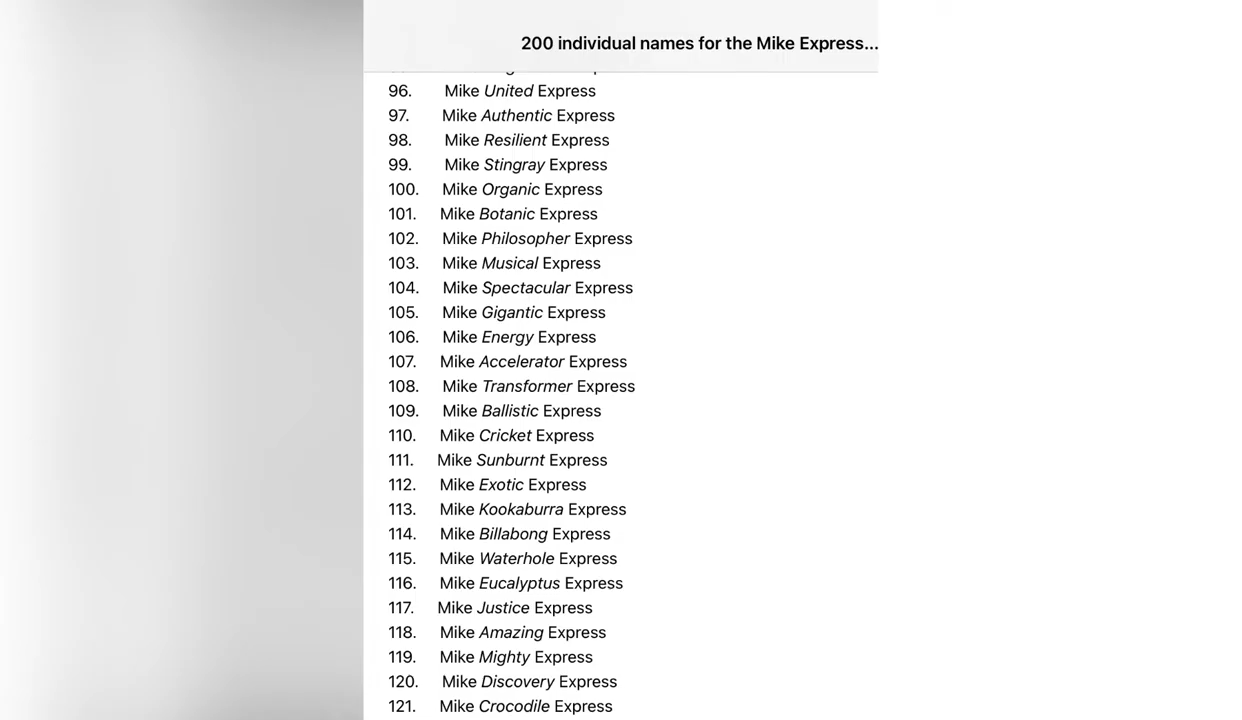 200 individual names for the Mike Express...
96. Mike United Express
97. Mike Authentic Express
98. Mike Resilient Express
99. Mike Stingray Express
100. Mike Organic Express
101. Mike Botanic Express
102. Mike Philosopher Express
103. Mike Musical Express
104. Mike Spectacular Express
105. Mike Gigantic Express
106. Mike Energy Express
107. Mike Accelerator Express
108. Mike Transformer Express
109. Mike Ballistic Express
110. Mike Cricket Express
111. Mike Sunburnt Express
112. Mike Exotic Express
113. Mike Kookaburra Express
114. Mike Billabong Express
115. Mike Waterhole Express
116. Mike Eucalyptus Express
117. Mike Justice Express
118. Mike Amazing Express
119. Mike Mighty Express
120. Mike Discovery Express
121. Mike Crocodile Express